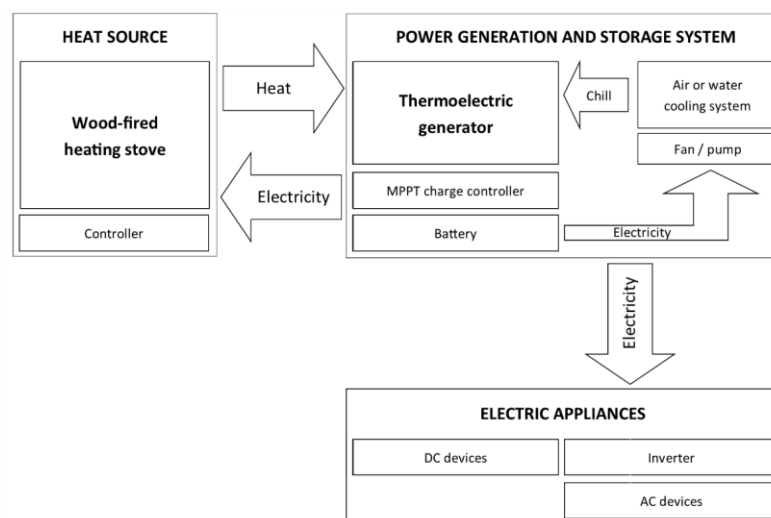 HEAT SOURCE
Wood-fired
heating stove
Controller
Heat
Electricity
POWER GENERATION AND STORAGE SYSTEM
Thermoelectric
generator
MPPT charge controller
Battery
Chill
Air or water
cooling system
Fan / pump
Electricity
Electricity
ELECTRIC APPLIANCES
DC devices
Inverter
AC devices